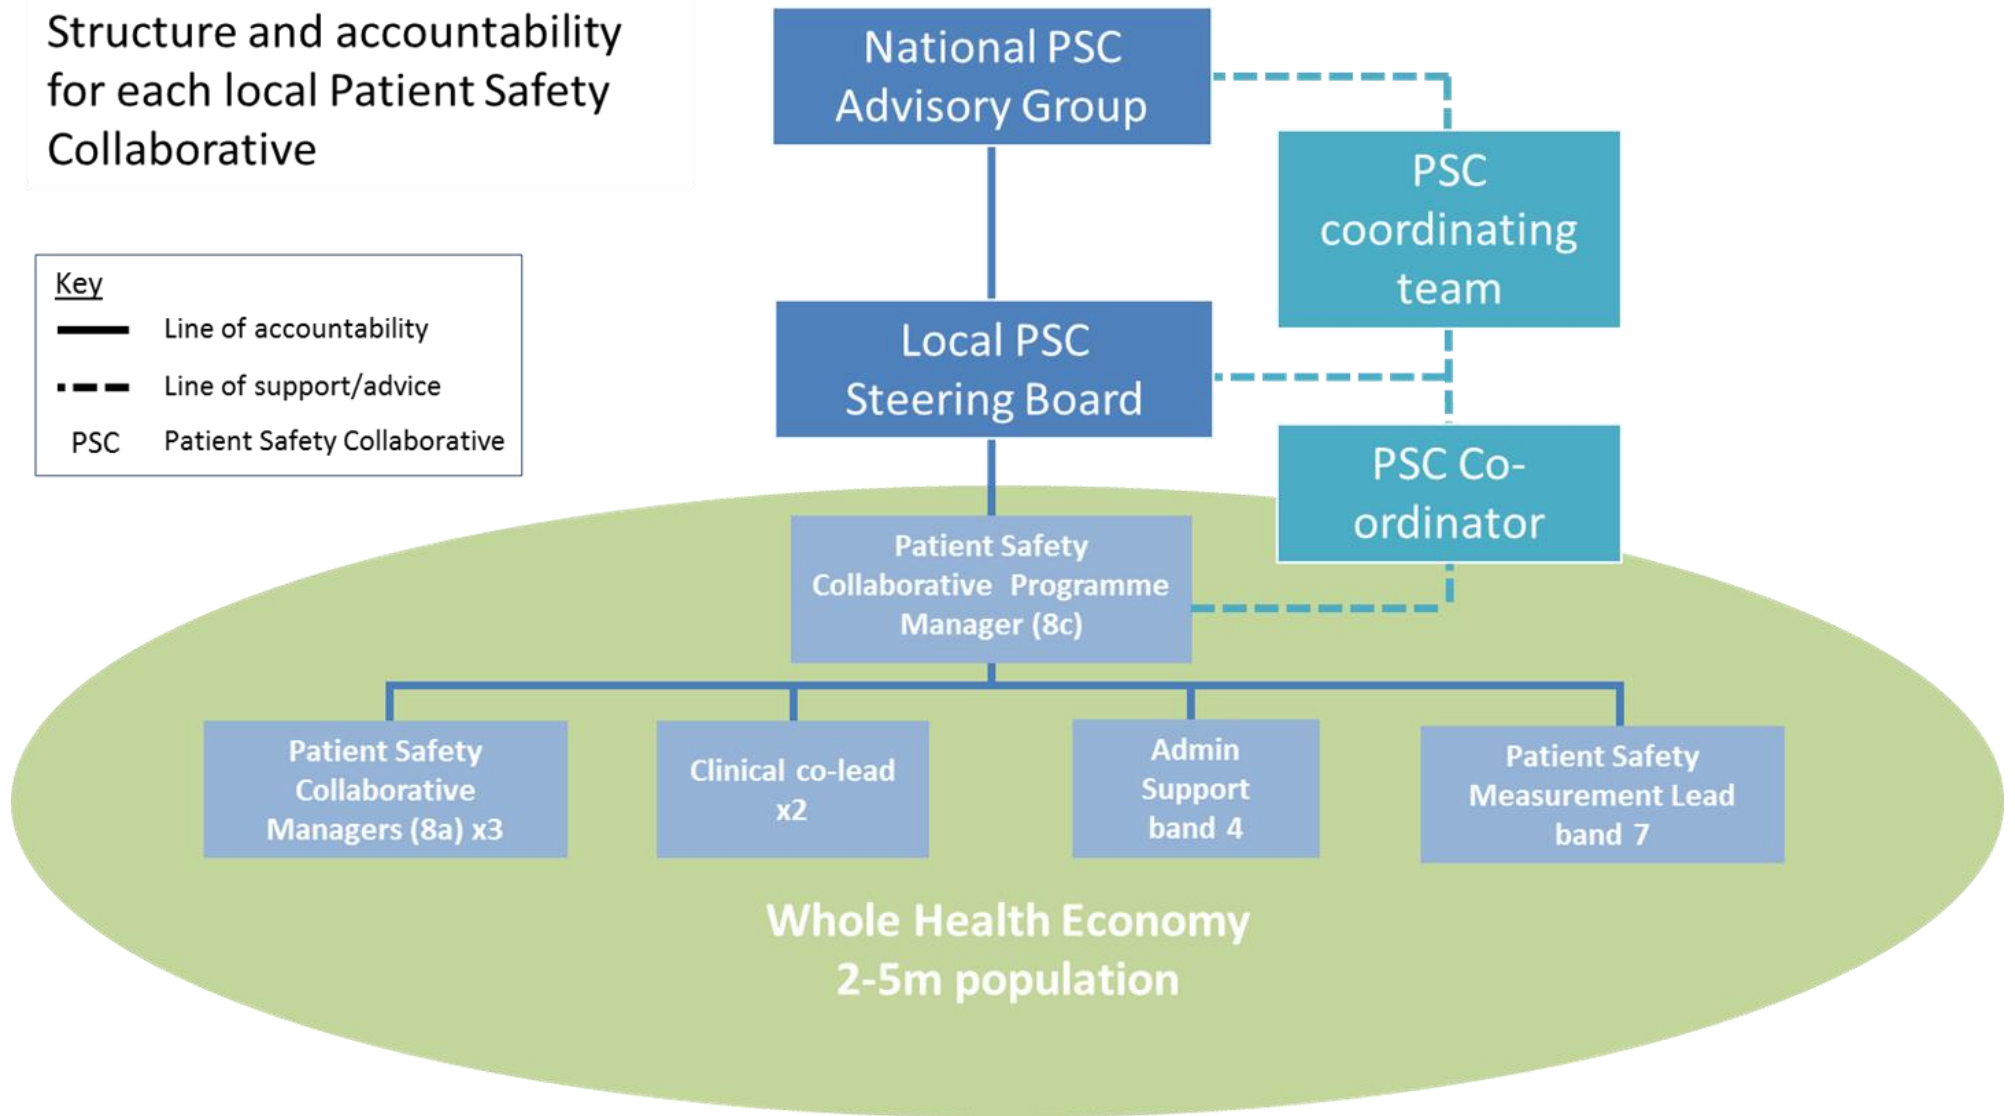 Structure and accountability
for each local Patient Safety
Collaborative
Key
Line of accountability
Line of support/advice
PSC Patient Safety Collaborative
National PSC
Advisory Group
PSC
coordinating
team
Local PSC
Steering Board
PSC Co-
ordinator
Patient Safety
Collaborative Programme
Manager (8c)
Patient Safety
Collaborative
Managers (8a) x3
Clinical co-lead
x2
Admin
Support
band 4
Patient Safety
Measurement Lead
band 7
Whole Health Economy
2-5m population